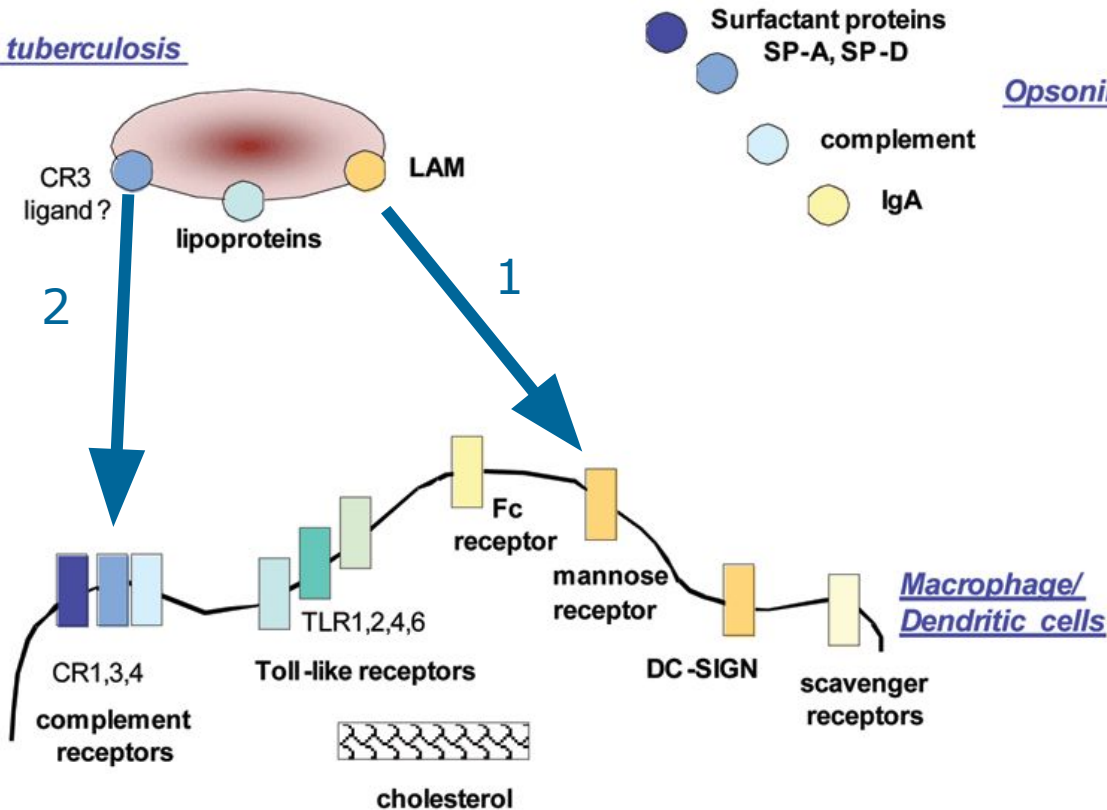 tuberculosis
Surfactant proteins
SP-A, SP-D
complement
IgA
CR3
ligand ?
LAM
lipoproteins
2
1
Fc
receptor
mannose
receptor
Macrophage/
Dendritic cells
TLR1,2,4,6
Toll-like receptors
DC-SIGN
scavenger
receptors
CR1,3,4
complement
receptors
cholesterol